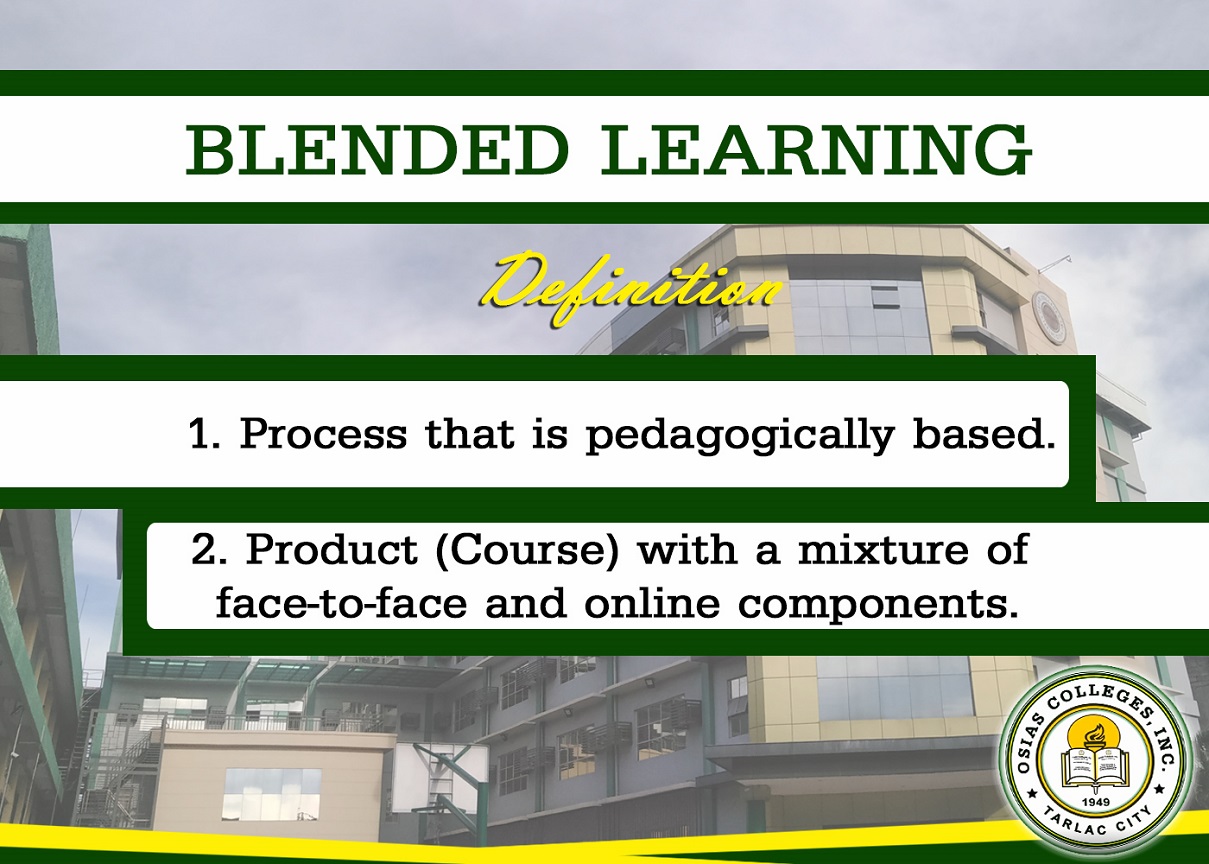 BLENDED LEARNING
Definition
1. Process that is pedagogically based.
2. Product (Course) with a mixture of
face-to-face and online components.
OSIAS COLLEGES, INC.
1949
TARLAC CITY